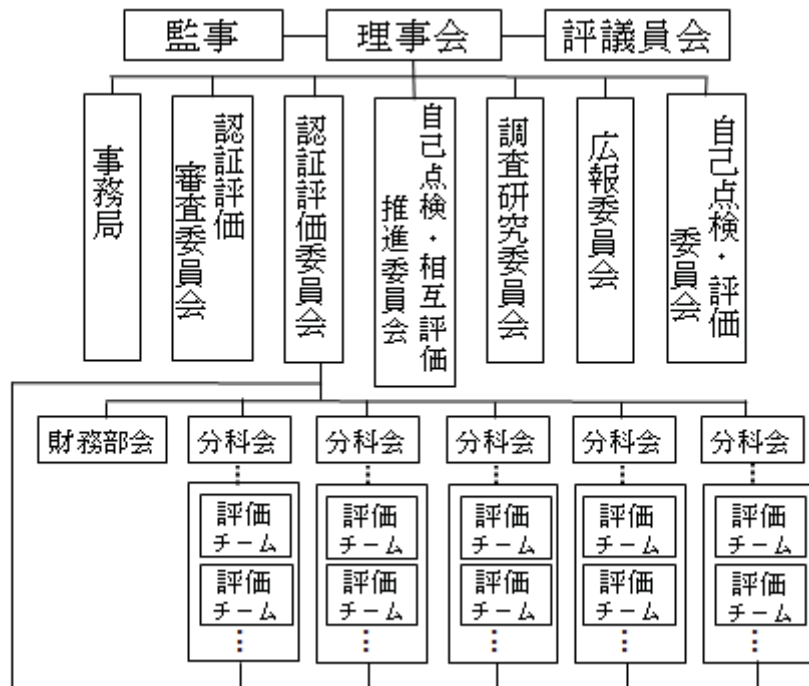 監事
理事会
評議員会
事務局
認証評価
審査委員会
認証評価委員会
自己点検・相互評価
推進委員会
調査研究委員会
広報委員会
自己点検・評価
委員会
財務部会
分科会
分科会
分科会
分科会
分科会
評価
チーム
評価
チーム
評価
チーム
評価
チーム
評価
チーム
評価
チーム
評価
チーム
評価
チーム
評価
チーム
評価
チーム